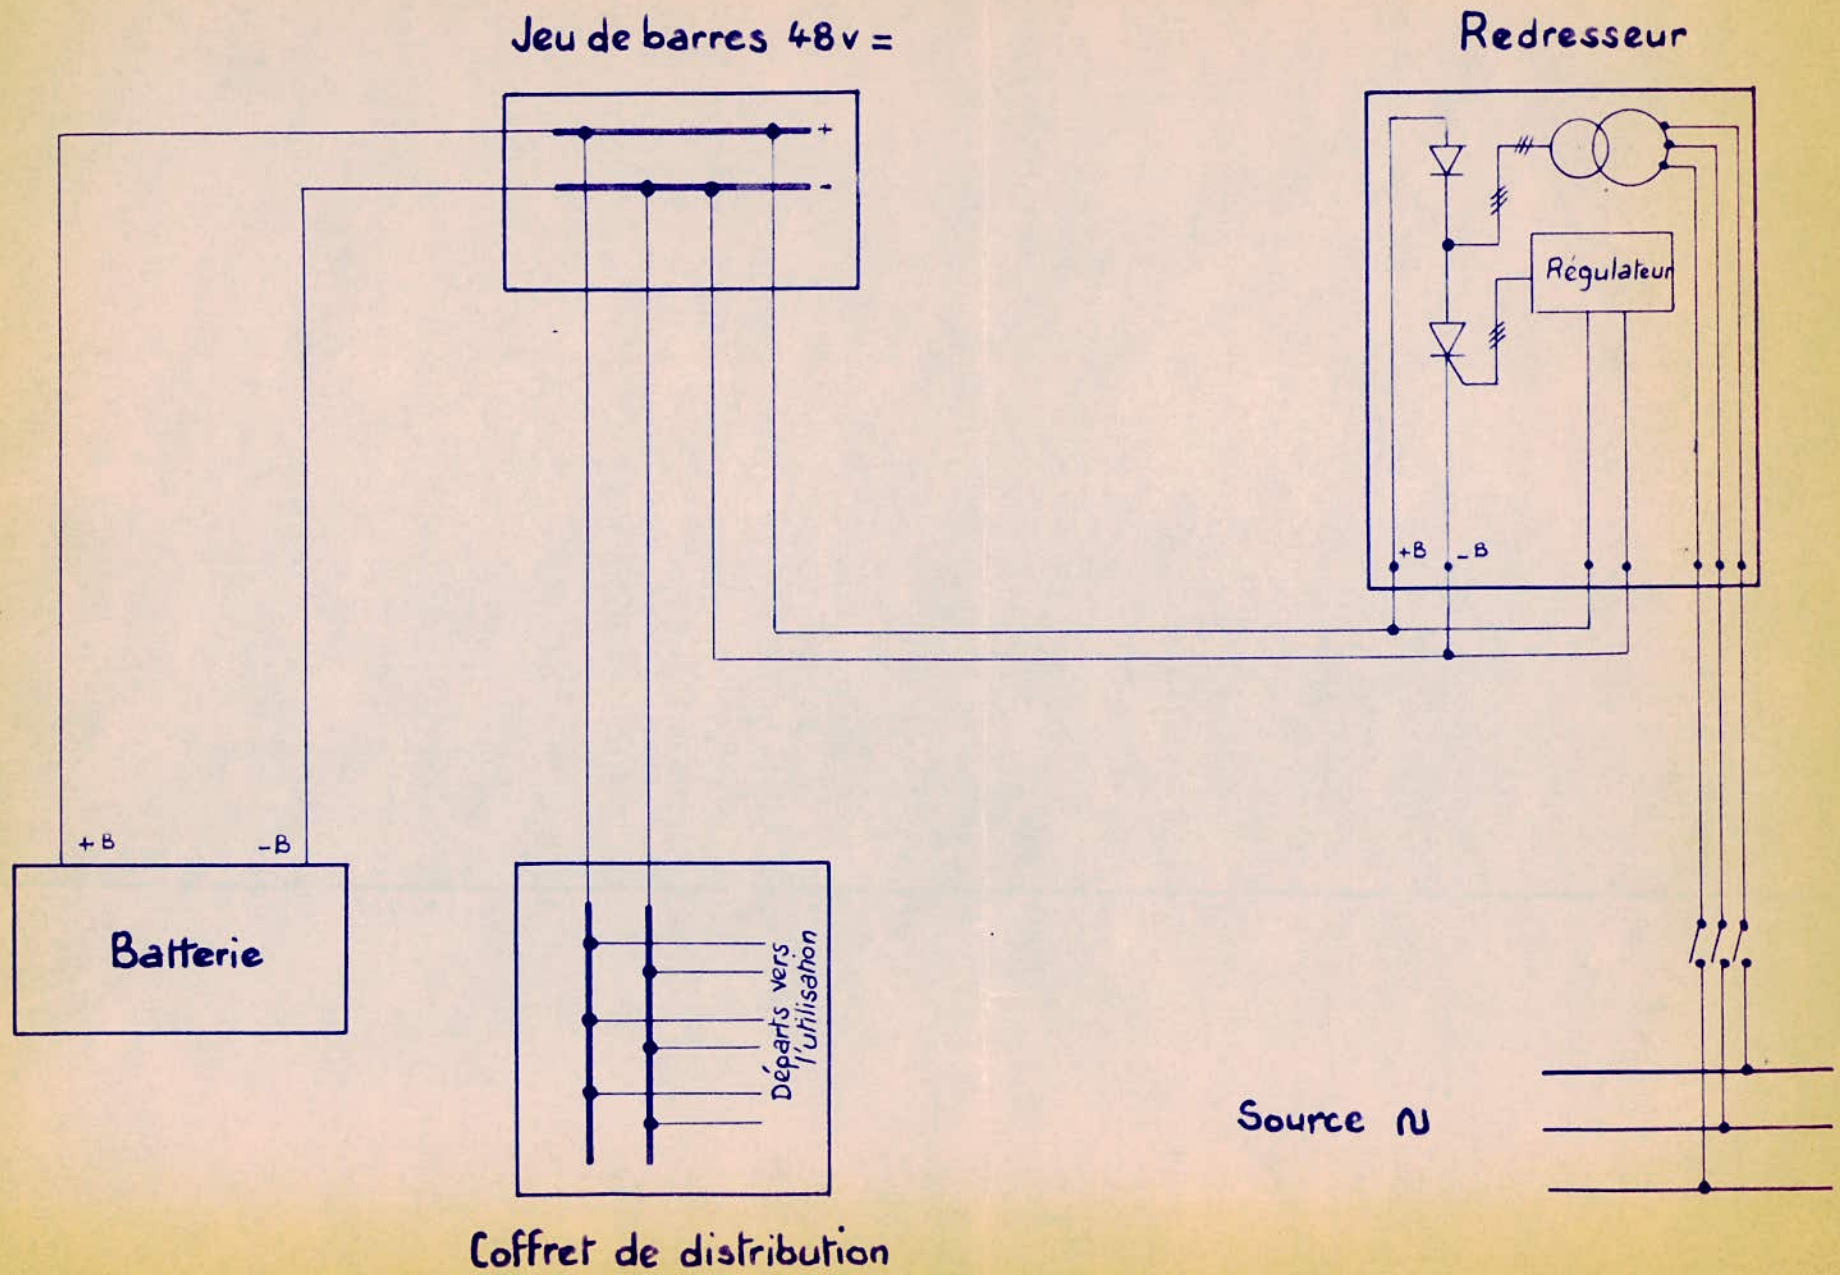 Jeu de barres 48v =
Redresseur
+
-
Régulateur
+B
-B
+B
-B
Batterie
Départs vers
l'utilisation
Source ~
Coffret de distribution